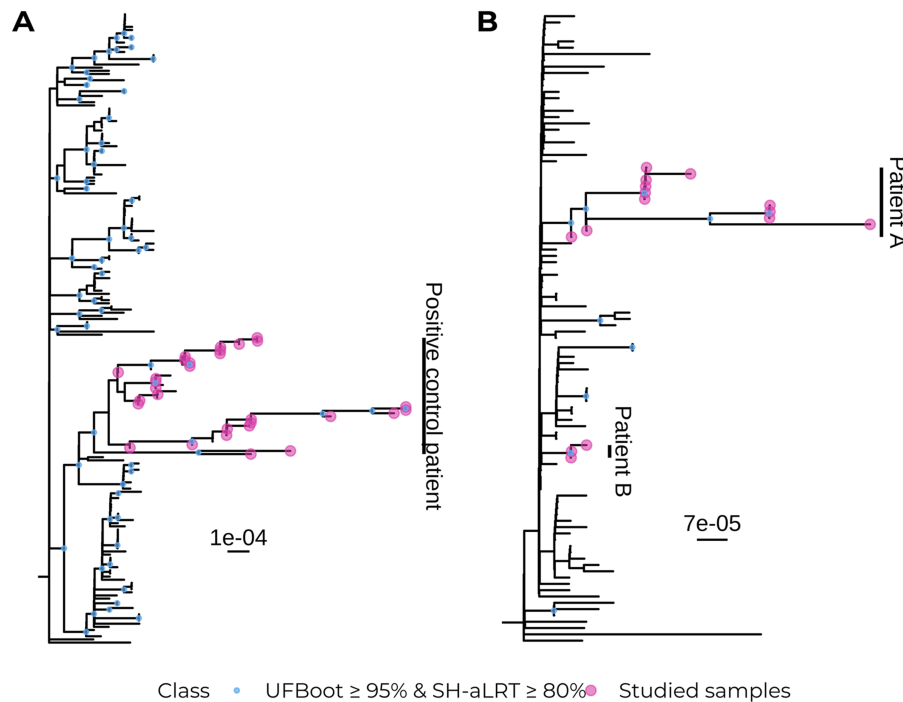 A
B
Patient A
Positive control patient
Patient B
1e-04
7e-05
Class UFBoot ≥ 95% & SH-aLRT ≥ 80% Studied samples